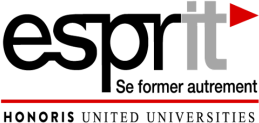 esprit
Se former autrement
HONORIS UNITED UNIVERSITIES